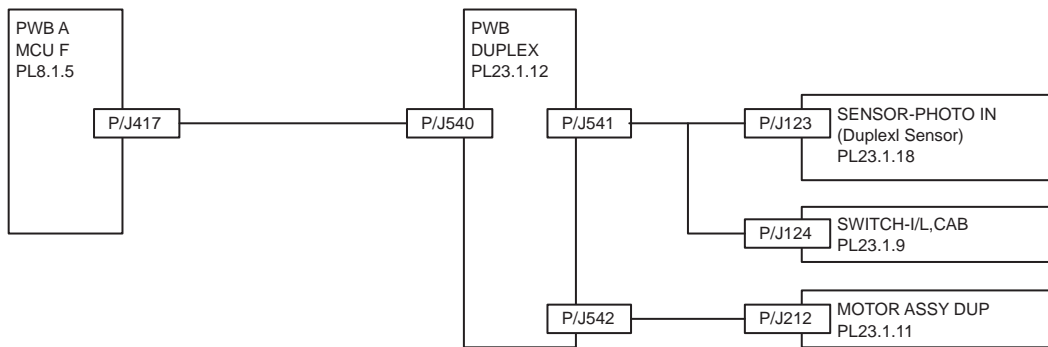 PWB A
MCU F
PL8.1.5
P/J417
P/J540
PWB
DUPLEX
PL23.1.12
P/J541
P/J123
SENSOR-PHOTO IN
(Duplexl Sensor)
PL23.1.18
P/J124
SWITCH-I/L,CAB
PL23.1.9
P/J542
P/J212
MOTOR ASSY DUP
PL23.1.11